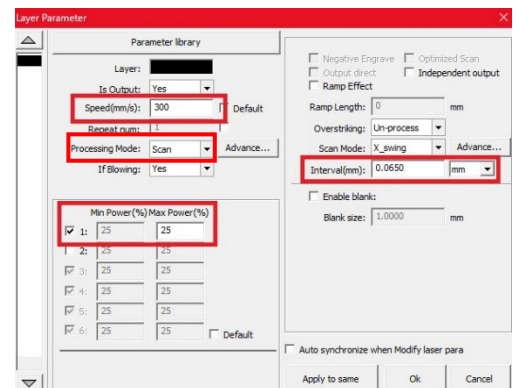 Layer Parameter
Parameter library
Layer:
Is Output: Yes
Speed(mm/s): 300 Default
Repeat num: 1
Processing Mode: Scan Advance...
If Blowing: Yes
Min Power(%) Max Power(%)
1: 25 25
2: 25 25
3: 25 25
4: 25 25
5: 25 25
6: 25 25 Default
Negative Engrave Optimized Scan
Output direct Independent output
Ramp Effect
Ramp Length: 0 mm
Overstriking: Un-process
Scan Mode: X_swing Advance...
Interval(mm): 0.0650 mm
Enable blank:
Blank size: 1.0000 mm
Auto synchronize when Modify laser para
Apply to same Ok Cancel